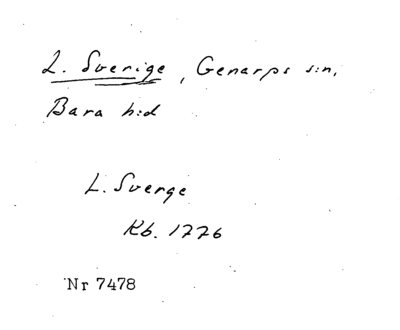 L. Sverige, Genarps s:n,
Bara h:d
L. Sverge
Kb. 1776
Nr 7478